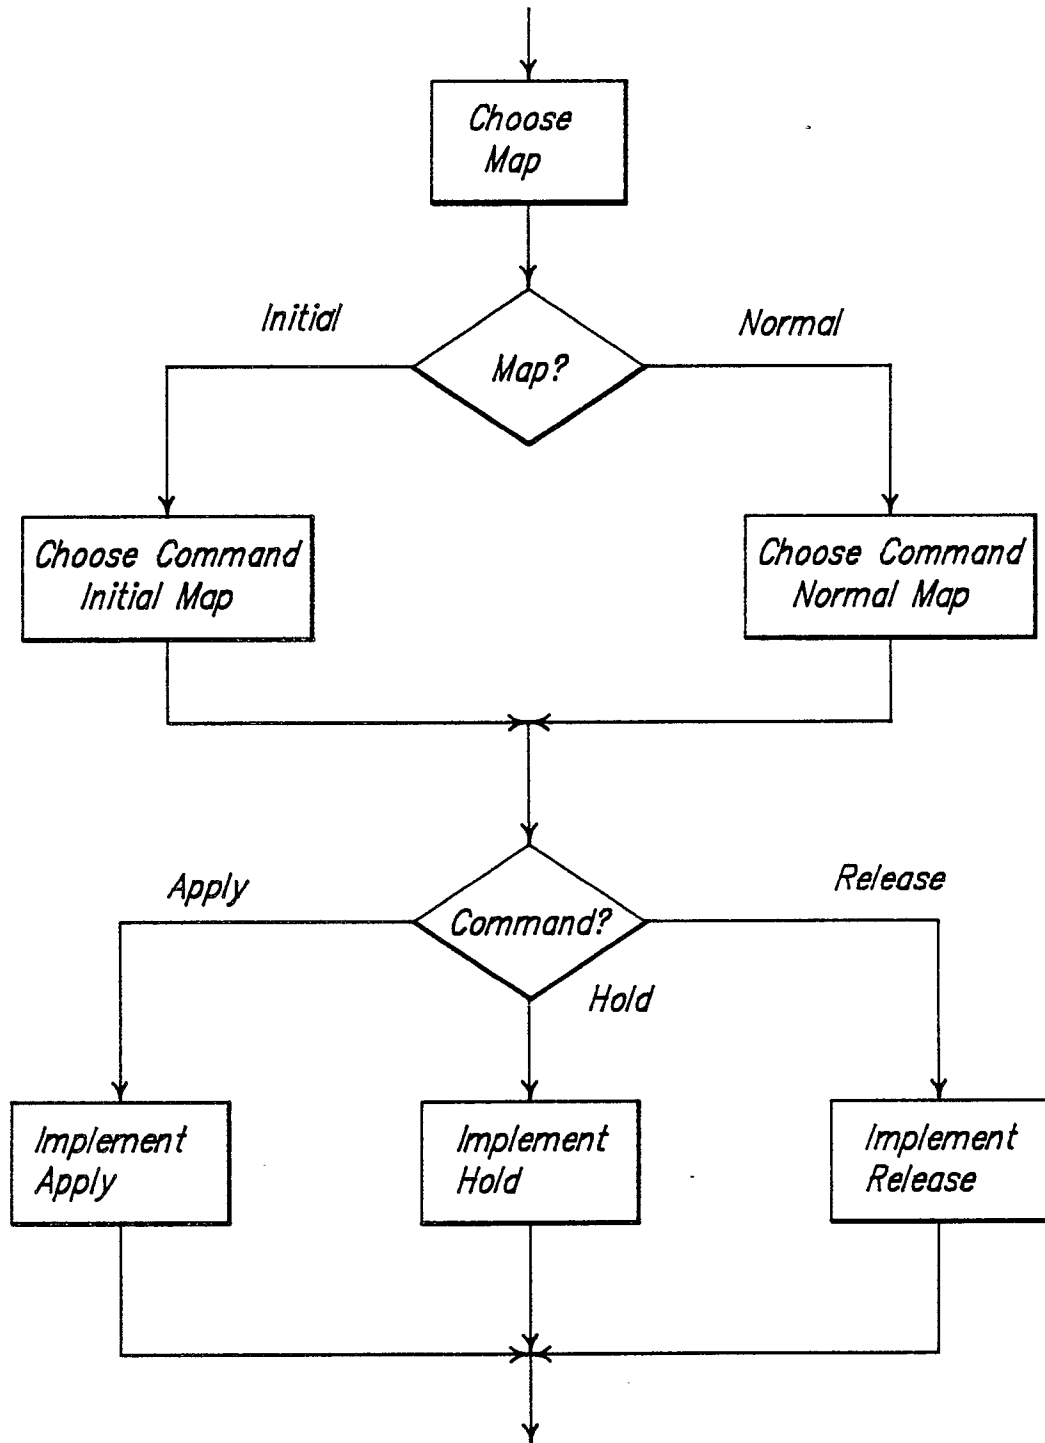 Choose
Map
Initial
Normal
Map?
Choose Command
Initial Map
Choose Command
Normal Map
Apply
Command?
Release
Hold
Implement
Apply
Implement
Hold
Implement
Release